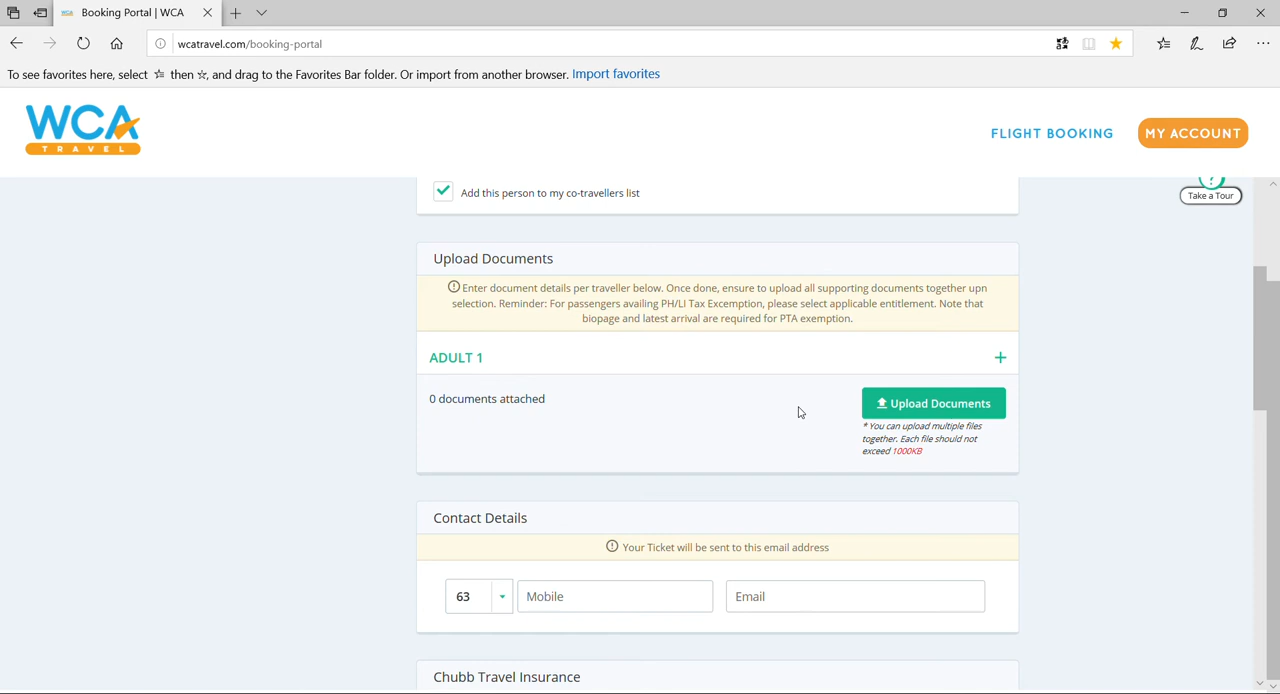 Booking Portal | WCA
wcatravel.com/booking-portal
To see favorites here, select ☆ then ☆, and drag to the Favorites Bar folder. Or import from another browser. Import favorites
WCA
TRAVEL
FLIGHT BOOKING
MY ACCOUNT
?
Take a Tour
Add this person to my co-travellers list
Upload Documents
Enter document details per traveller below. Once done, ensure to upload all supporting documents together upn
selection. Reminder: For passengers availing PH/LI Tax Excemption, please select applicable entitlement. Note that
biopage and latest arrival are required for PTA exemption.
ADULT 1 +
0 documents attached
Upload Documents
* You can upload multiple files
together. Each file should not
exceed 1000KB
Contact Details
Your Ticket will be sent to this email address
63 Mobile Email
Chubb Travel Insurance